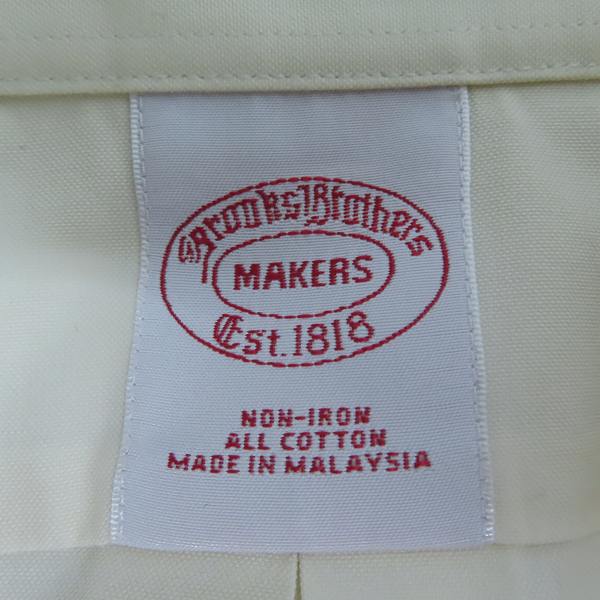 Brooks Brothers
MAKERS
Est. 1818
NON-IRON
ALL COTTON
MADE IN MALAYSIA